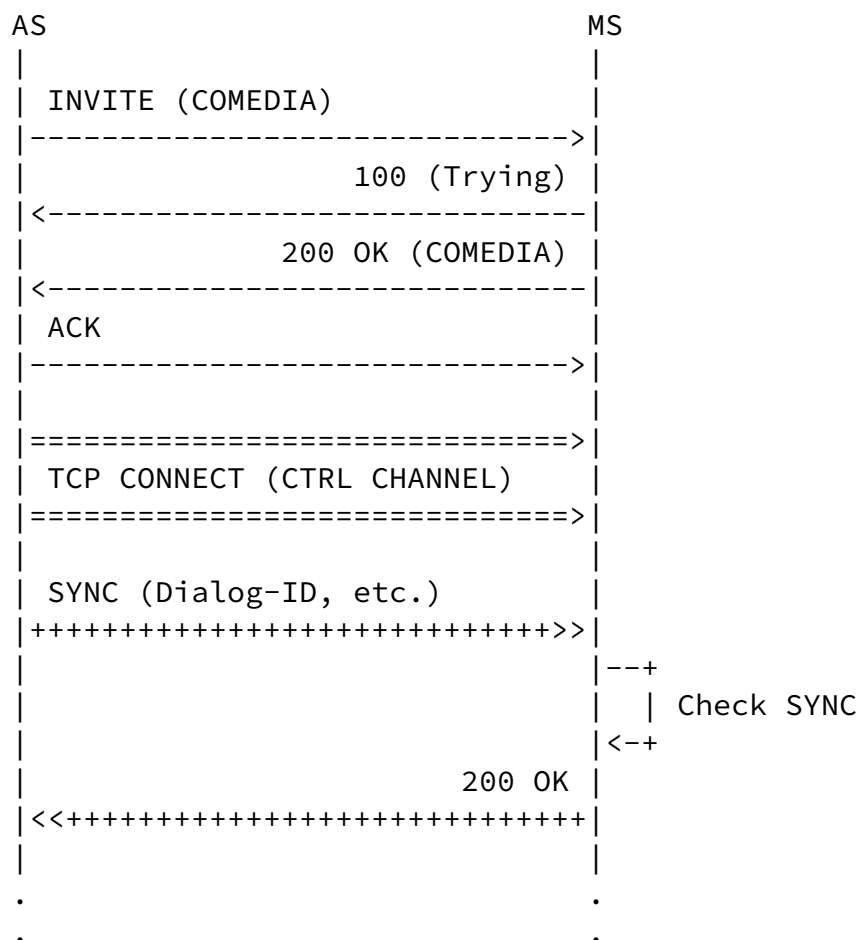 AS MS
INVITE (COMEDIA)
100 (Trying)
200 OK (COMEDIA)
ACK
TCP CONNECT (CTRL CHANNEL)
SYNC (Dialog-ID, etc.)
Check SYNC
200 OK